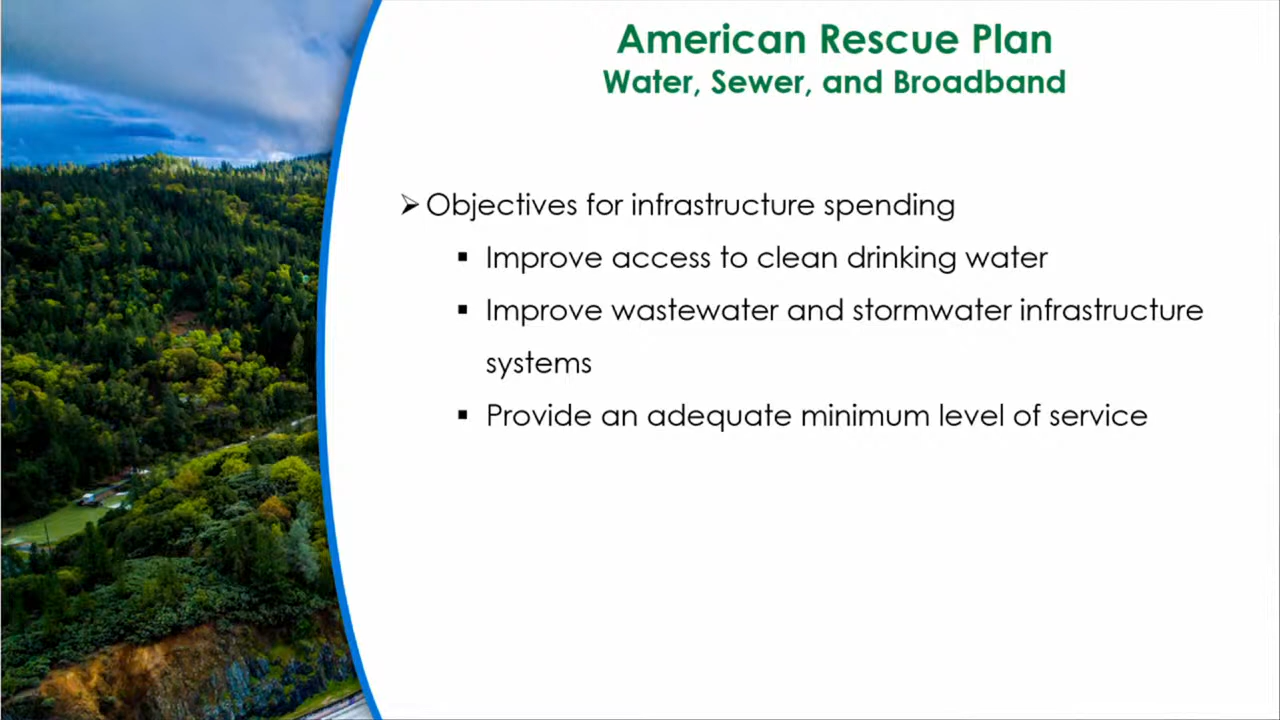 American Rescue Plan
Water, Sewer, and Broadband
➢ Objectives for infrastructure spending
▪ Improve access to clean drinking water
▪ Improve wastewater and stormwater infrastructure
systems
▪ Provide an adequate minimum level of service